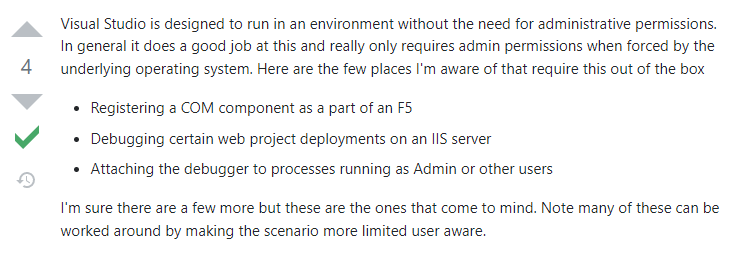 Visual Studio is designed to run in an environment without the need for administrative permissions.
In general it does a good job at this and really only requires admin permissions when forced by the
underlying operating system. Here are the few places I'm aware of that require this out of the box
4
• Registering a COM component as a part of an F5
• Debugging certain web project deployments on an IIS server
• Attaching the debugger to processes running as Admin or other users
I'm sure there are a few more but these are the ones that come to mind. Note many of these can be
worked around by making the scenario more limited user aware.